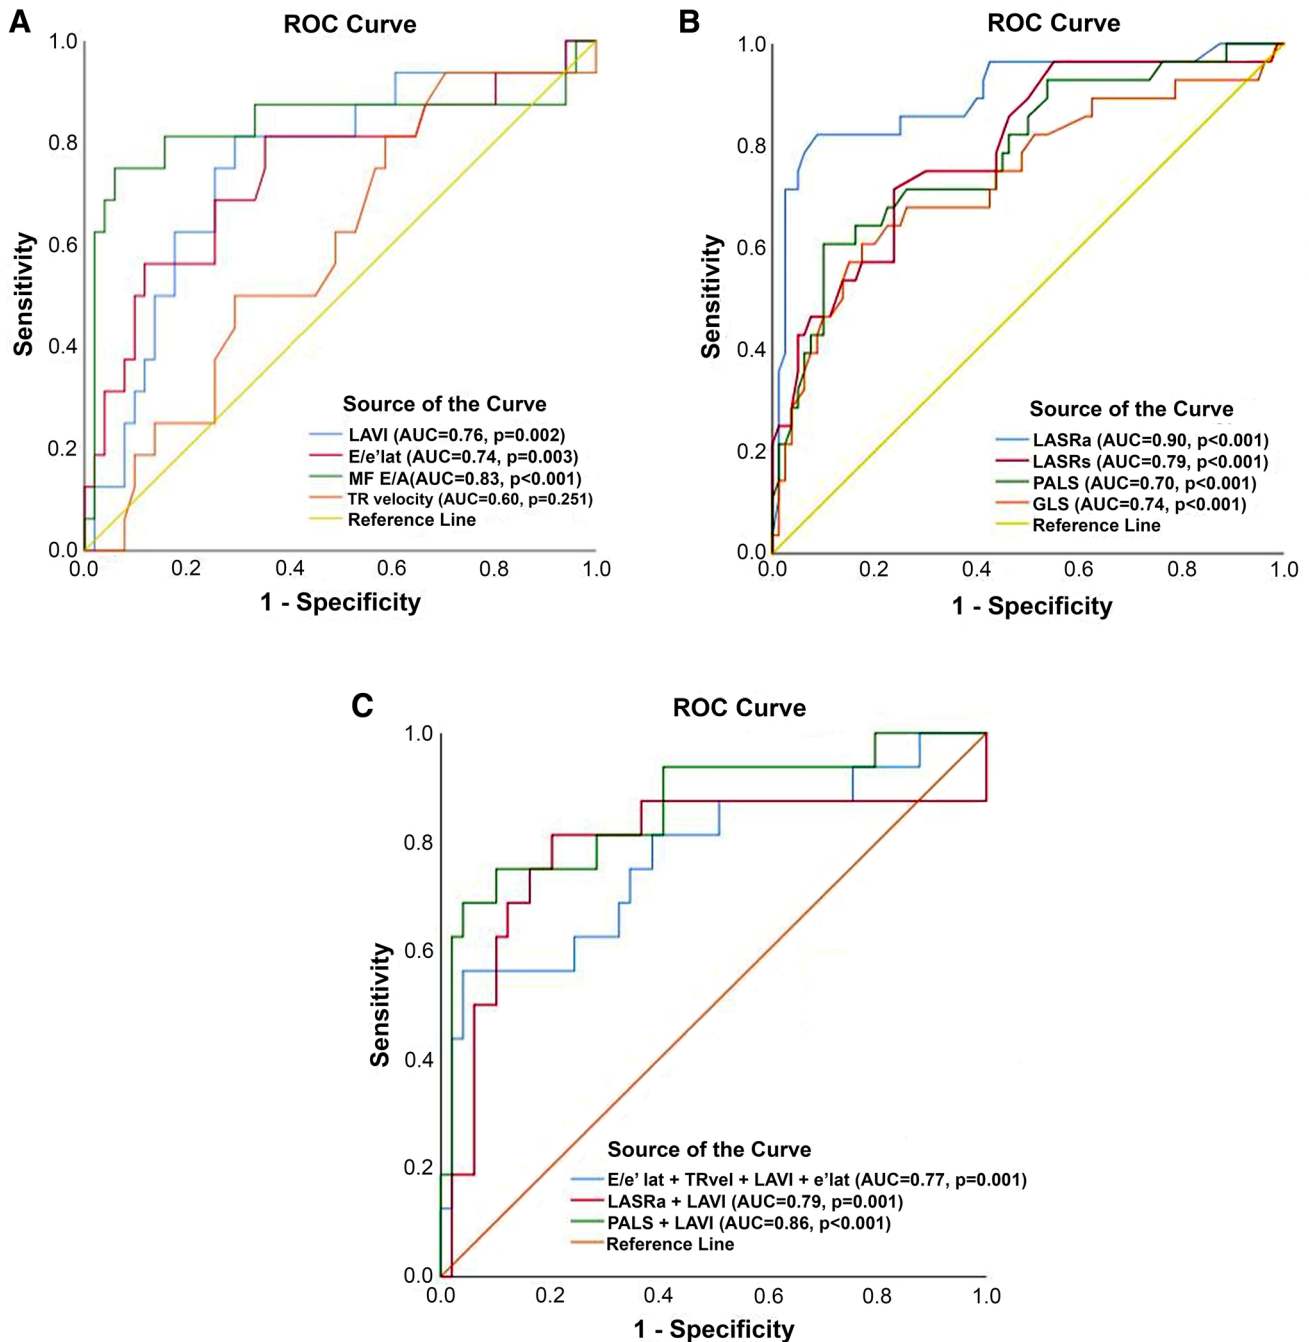 A
ROC Curve
1.0
0.8
0.6
0.4
0.2
0.0
Sensitivity
Source of the Curve
LAVI (AUC=0.76, p=0.002)
E/e'lat (AUC=0.74, p=0.003)
MF E/A(AUC=0.83, p<0.001)
TR velocity (AUC=0.60, p=0.251)
Reference Line
0.0 0.2 0.4 0.6 0.8 1.0
1 - Specificity
B
ROC Curve
1.0
0.8
0.6
0.4
0.2
0.0
Sensitivity
Source of the Curve
LASRa (AUC=0.90, p<0.001)
LASRs (AUC=0.79, p<0.001)
PALS (AUC=0.70, p<0.001)
GLS (AUC=0.74, p<0.001)
Reference Line
0.0 0.2 0.4 0.6 0.8 1.0
1 - Specificity
C
ROC Curve
1.0
0.8
0.6
0.4
0.2
0.0
Sensitivity
Source of the Curve
E/e' lat + TRvel + LAVI + e'lat (AUC=0.77, p=0.001)
LASRa + LAVI (AUC=0.79, p=0.001)
PALS + LAVI (AUC=0.86, p<0.001)
Reference Line
0.0 0.2 0.4 0.6 0.8 1.0
1 - Specificity